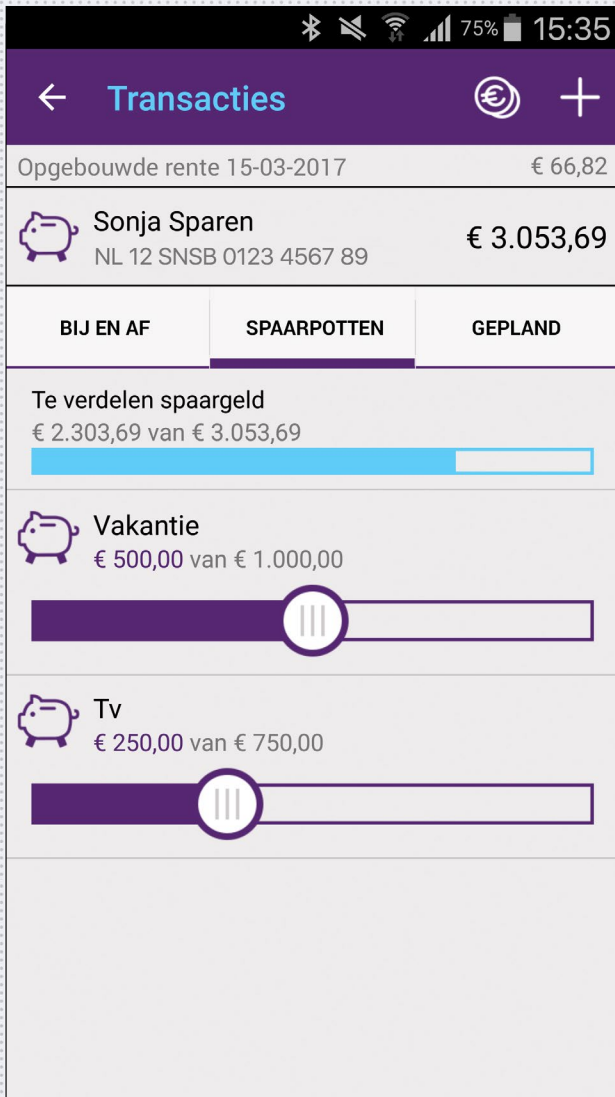 75% 15:35
Transacties
Opgebouwde rente 15-03-2017 € 66,82
Sonja Sparen
NL 12 SNSB 0123 4567 89
€ 3.053,69
BIJ EN AF SPAARPOTTEN GEPLAND
Te verdelen spaargeld
€ 2.303,69 van € 3.053,69
Vakantie
€ 500,00 van € 1.000,00
Tv
€ 250,00 van € 750,00